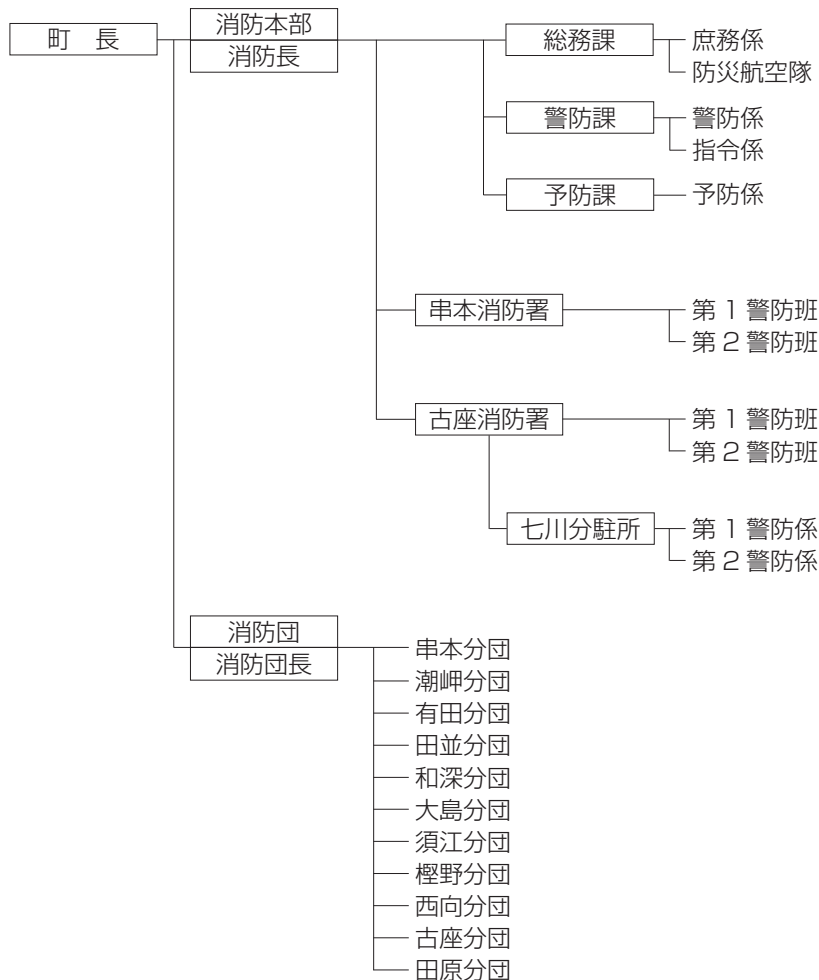 町　長
消防本部
消防長
総務課
庶務係
防災航空隊
警防課
警防係
指令係
予防課
予防係
串本消防署
第 1 警防班
第 2 警防班
古座消防署
第 1 警防班
第 2 警防班
七川分駐所
第 1 警防係
第 2 警防係
消防団
消防団長
串本分団
潮岬分団
有田分団
田並分団
和深分団
大島分団
須江分団
樫野分団
西向分団
古座分団
田原分団